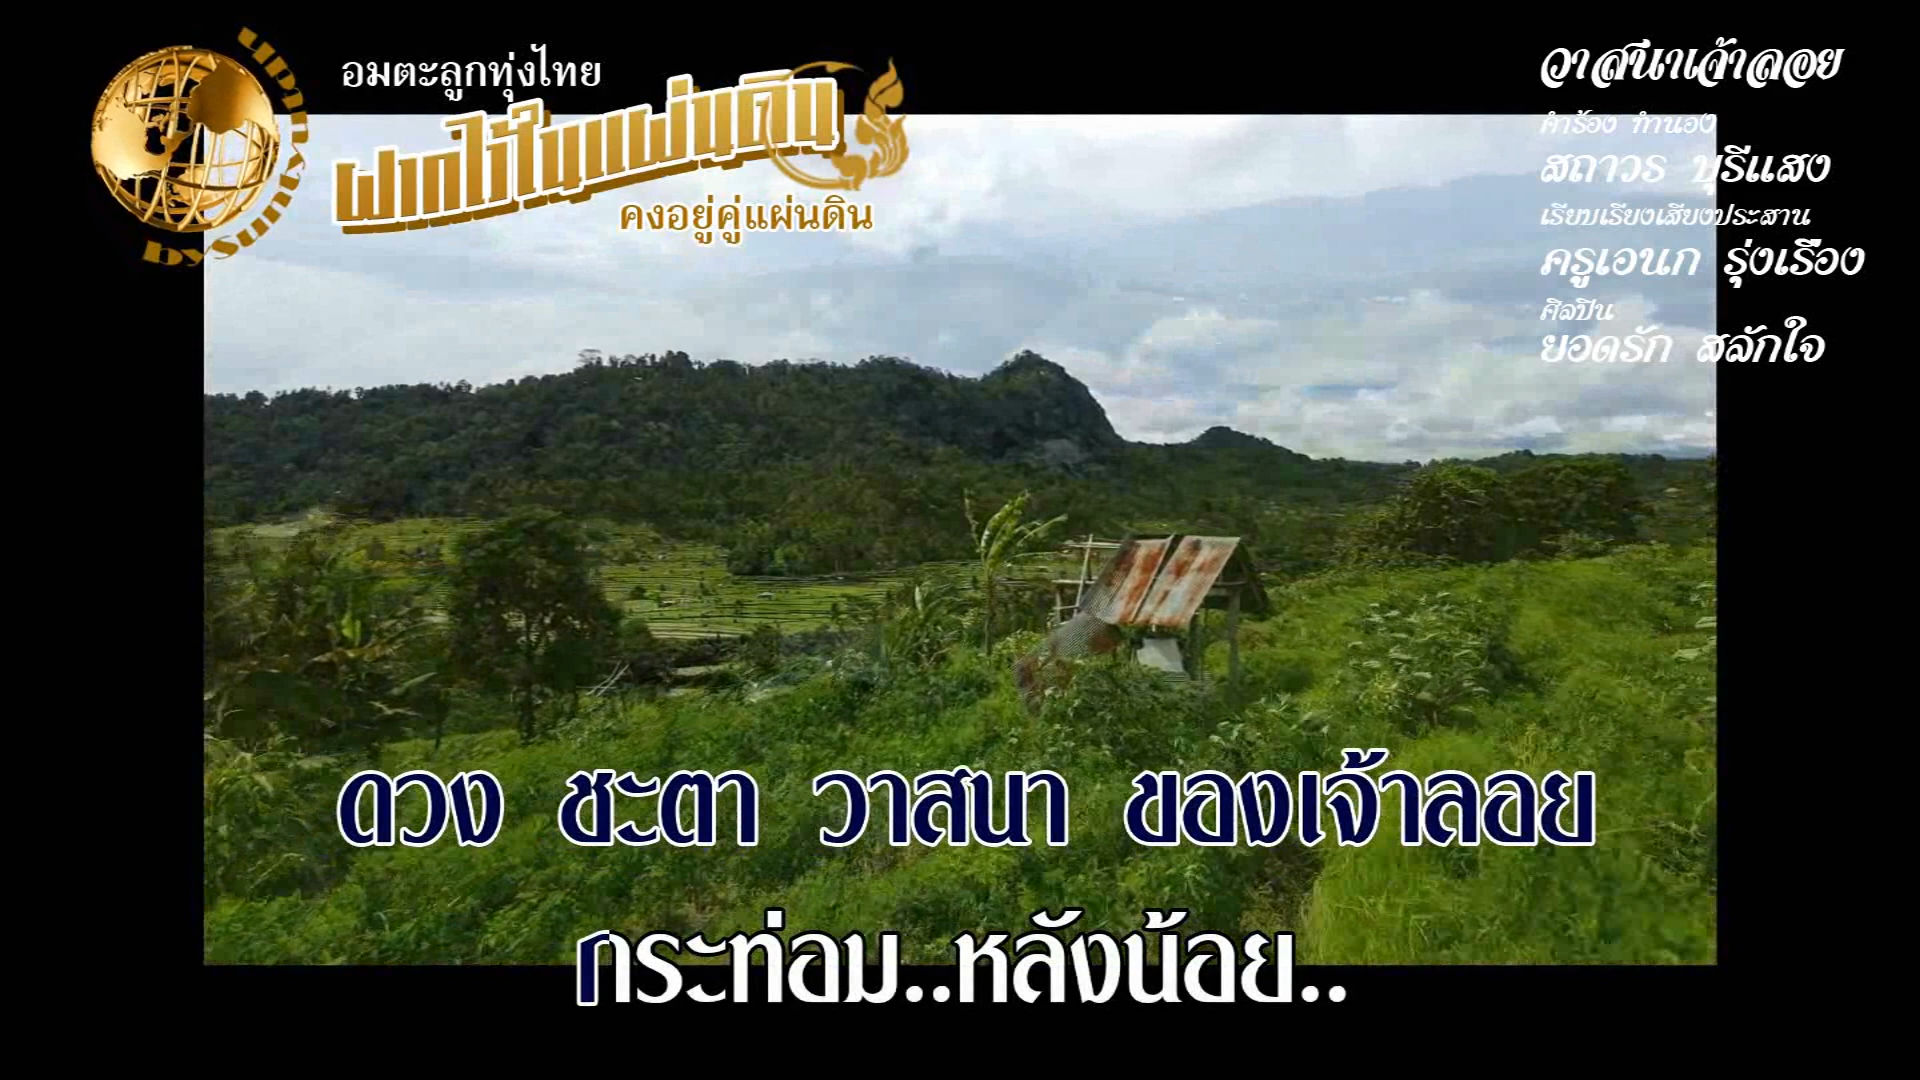 อมตะลูกทุ่งไทย
ฝากไว้ในแผ่นดิน
คงอยู่คู่แผ่นดิน
วาสนาเจ้าลอย
คำร้อง ทำนอง
สถาวร บุรีแสง
เรียบเรียงเสียงประสาน
ครูเอนก รุ่งเรือง
ศิลปิน
ยอดรัก สลักใจ
ดวง ชะตา วาสนา ของเจ้าลอย
กระท่อม..หลังน้อย..